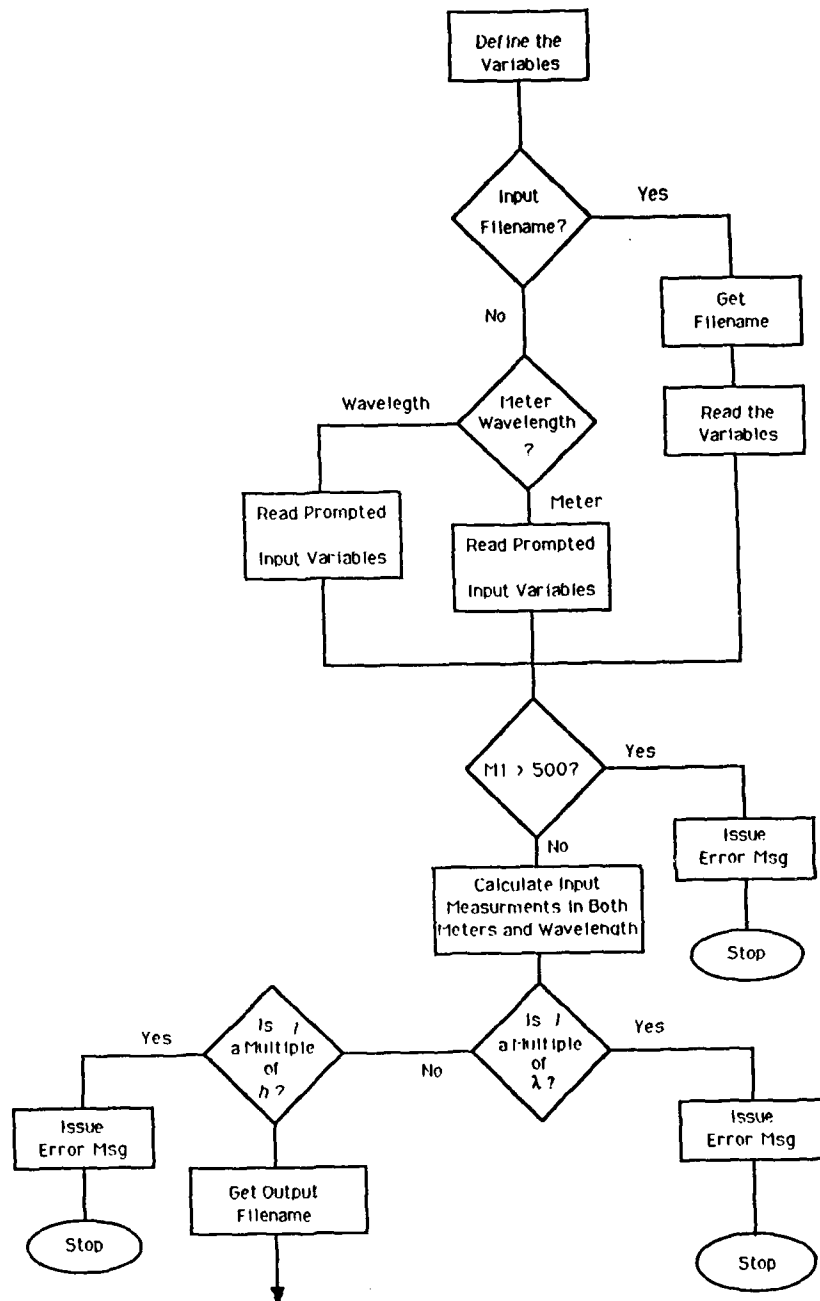 Define the
Variables
Input
Filename?
Yes
No
Get
Filename
Wavelegth
Meter
Wavelength
?
Read the
Variables
Meter
Read Prompted
Input Variables
Read Prompted
Input Variables
M1 > 500?
Yes
No
Issue
Error Msg
Calculate Input
Measurments in Both
Meters and Wavelength
Stop
Yes
Is l
a Multiple
of
h?
No
Is l
a Multiple
of
λ?
Yes
Issue
Error Msg
Issue
Error Msg
Get Output
Filename
Stop
Stop